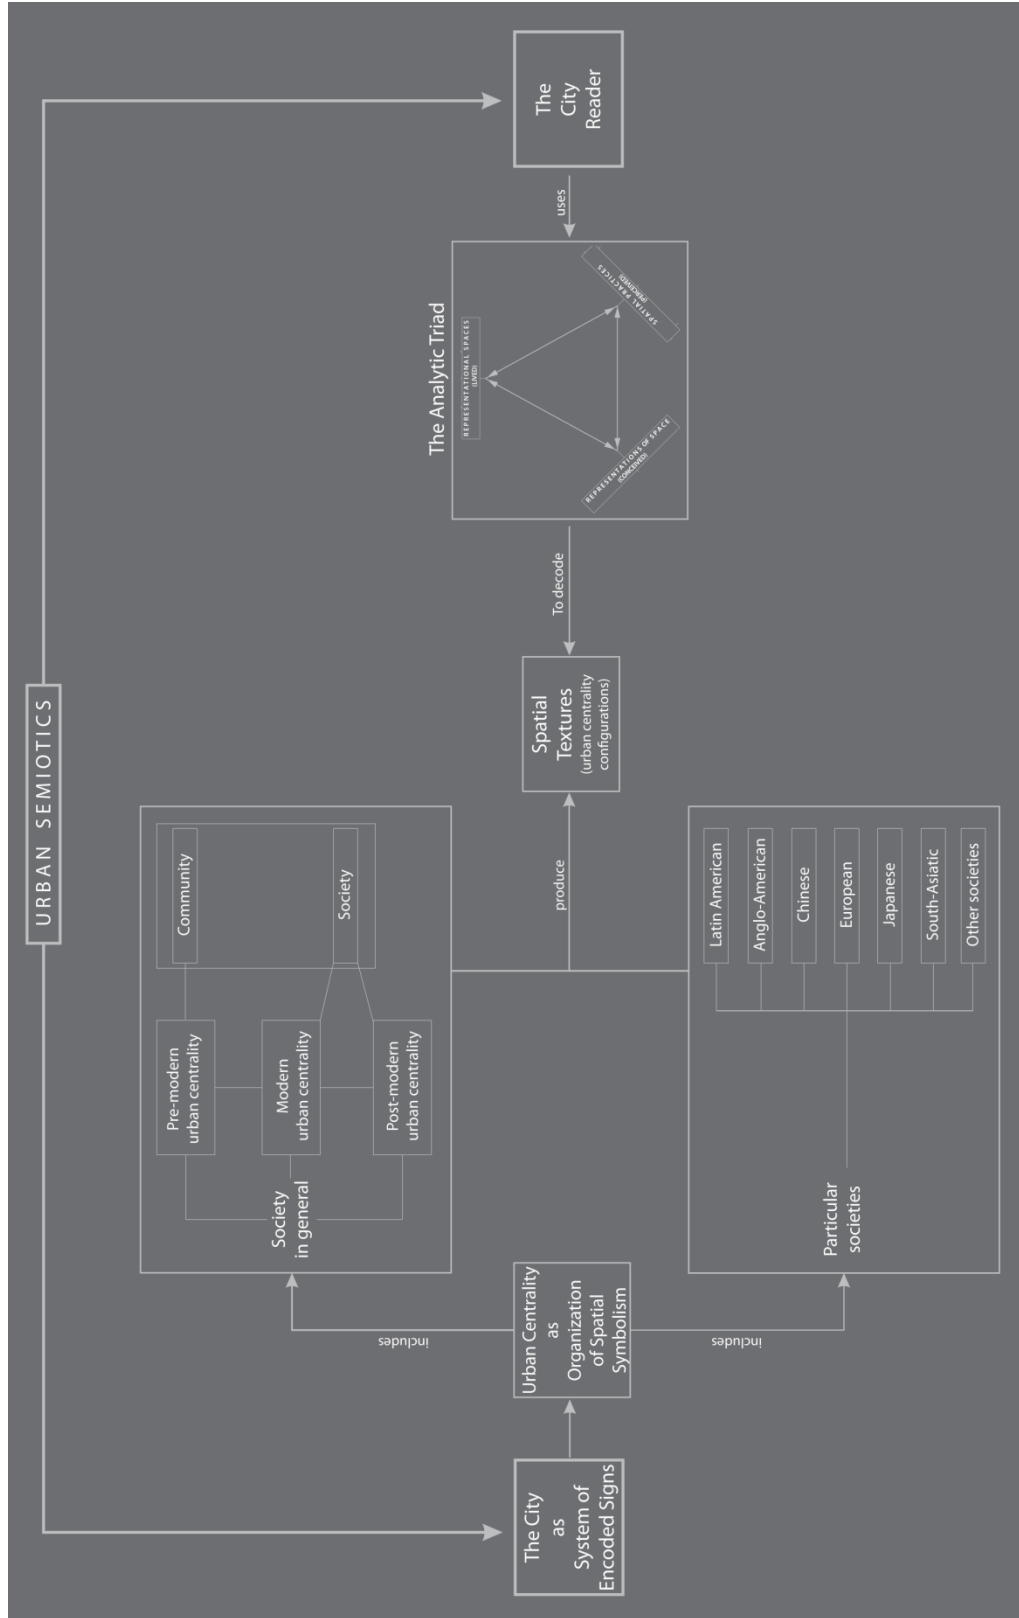 URBAN SEMIOTICS
The City
as
System of
Encoded Signs
Urban Centrality
as
Organization
of Spatial
Symbolism
includes
includes
Society
in general
Pre-modern
urban centrality
Modern
urban centrality
Post-modern
urban centrality
Community
Society
Particular
societies
Latin American
Anglo-American
Chinese
European
Japanese
South-Asiatic
Other societies
produce
Spatial
Textures
(urban centrality
configurations)
To decode
The Analytic Triad
REPRESENTATIONAL SPACES
(LIVED)
REPRESENTATIONS OF SPACE
(CONCEIVED)
SPATIAL PRACTICES
(PERCEIVED)
uses
The
City
Reader